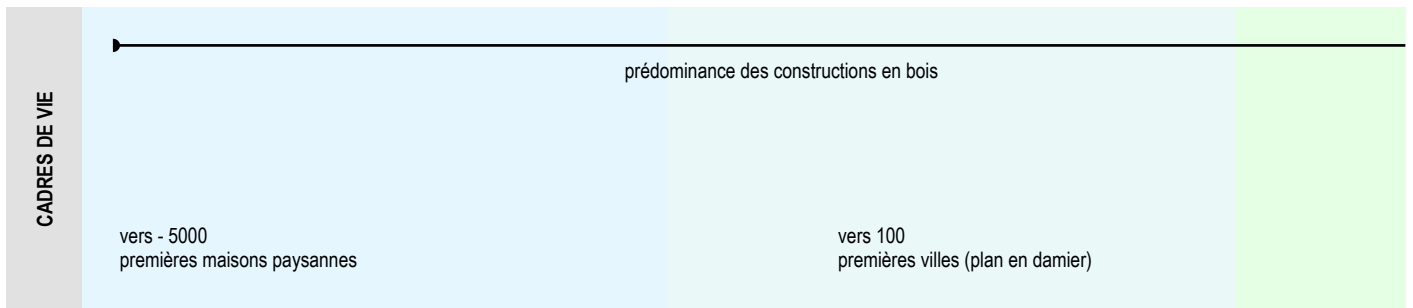 CADRES DE VIE
prédominance des constructions en bois
vers - 5000
premières maisons paysannes
vers 100
premières villes (plan en damier)